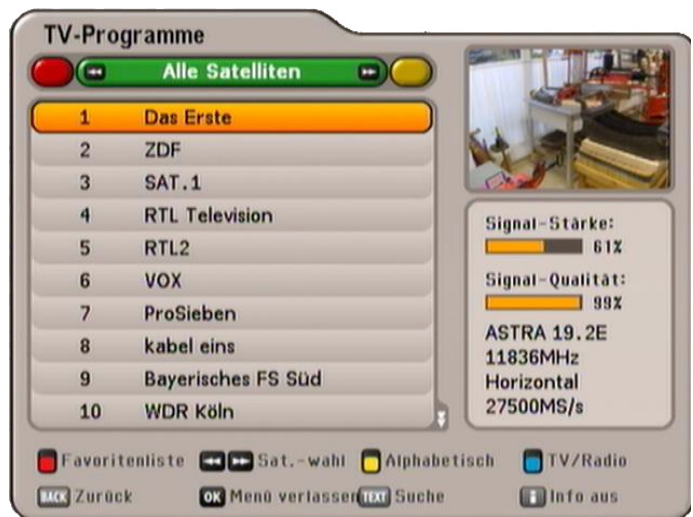 TV-Programme
Alle Satelliten
1 Das Erste
2 ZDF
3 SAT.1
4 RTL Television
5 RTL2
6 VOX
7 ProSieben
8 kabel eins
9 Bayerisches FS Süd
10 WDR Köln
Signal-Stärke:
61%
Signal-Qualität:
99%
ASTRA 19.2E
11836MHz
Horizontal
27500MS/s
Favoritenliste Sat.-wahl Alphabetisch TV/Radio
BACK Zurück OK Menü verlassen TEXT Suche i Info aus